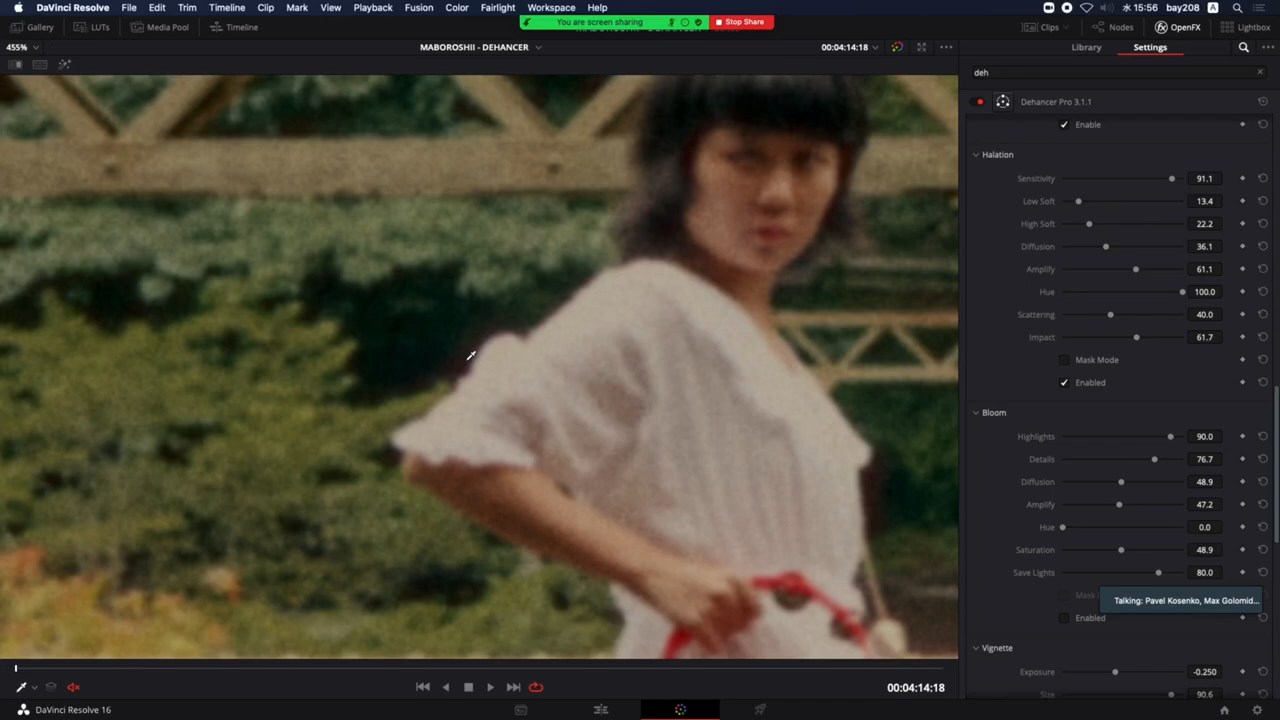 DaVinci Resolve File Edit Trim Timeline Clip Mark View Playback Fusion Color Fairlight Workspace Help 水 15:56 bay208 A
You are screen sharing Stop Share
Gallery LUTs Media Pool Timeline Clips Nodes OpenFX Lightbox
455% MABOROSHII - DEHANCER 00:04:14:18 Library Settings
deh
Dehancer Pro 3.1.1
Enable
Halation
Sensitivity 91.1
Low Soft 13.4
High Soft 22.2
Diffusion 36.1
Amplify 61.1
Hue 100.0
Scattering 40.0
Impact 61.7
Mask Mode
Enabled
Bloom
Highlights 90.0
Details 76.7
Diffusion 48.9
Amplify 47.2
Hue 0.0
Saturation 48.9
Save Lights 80.0
Talking: Pavel Kosenko, Max Golomid...
Enabled
Vignette
Exposure -0.250
Size 90.6
00:04:14:18
DaVinci Resolve 16